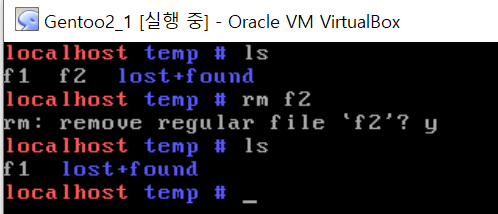 Gentoo2_1 [실행 중] - Oracle VM VirtualBox
localhost temp # ls
f1 f2 lost+found
localhost temp # rm f2
rm: remove regular file ‘f2’? y
localhost temp # ls
f1 lost+found
localhost temp # _